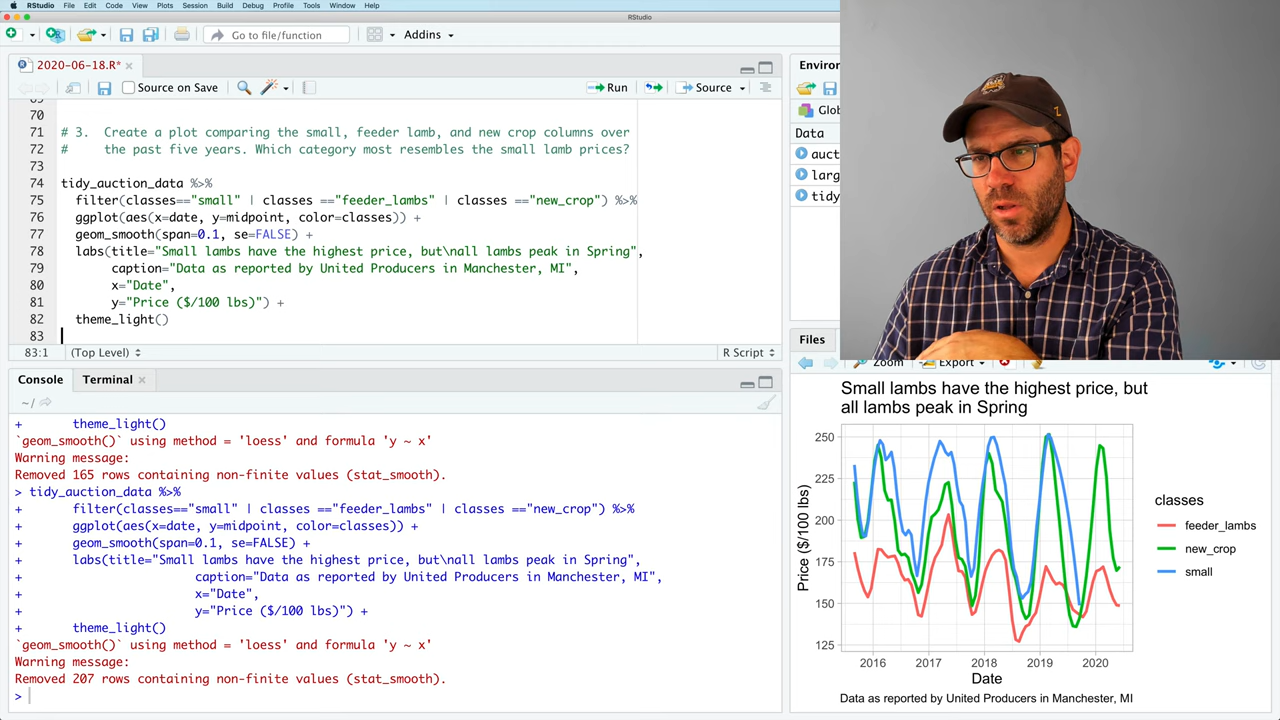 RStudio File Edit Code View Plots Session Build Debug Profile Tools Window Help
RStudio
Go to file/function
Addins
2020-06-18.R*
Source on Save
Run
Source
70
71 # 3. Create a plot comparing the small, feeder lamb, and new crop columns over
72 # the past five years. Which category most resembles the small lamb prices?
73
74 tidy_auction_data %>%
75 filter(classes=="small" | classes =="feeder_lambs" | classes =="new_crop") %>%
76 ggplot(aes(x=date, y=midpoint, color=classes)) +
77 geom_smooth(span=0.1, se=FALSE) +
78 labs(title="Small lambs have the highest price, but\nall lambs peak in Spring",
79 caption="Data as reported by United Producers in Manchester, MI",
80 x="Date",
81 y="Price ($/100 lbs)") +
82 theme_light()
83
83:1 (Top Level) R Script
Console Terminal
~/
+ theme_light()
`geom_smooth()` using method = 'loess' and formula 'y ~ x'
Warning message:
Removed 165 rows containing non-finite values (stat_smooth).
> tidy_auction_data %>%
+ filter(classes=="small" | classes =="feeder_lambs" | classes =="new_crop") %>%
+ ggplot(aes(x=date, y=midpoint, color=classes)) +
+ geom_smooth(span=0.1, se=FALSE) +
+ labs(title="Small lambs have the highest price, but\nall lambs peak in Spring",
+ caption="Data as reported by United Producers in Manchester, MI",
+ x="Date",
+ y="Price ($/100 lbs)") +
+ theme_light()
`geom_smooth()` using method = 'loess' and formula 'y ~ x'
Warning message:
Removed 207 rows containing non-finite values (stat_smooth).
>
Environ
Glob
Data
auct
larg
tidy
Files
Zoom Export
Small lambs have the highest price, but
all lambs peak in Spring
250
225
200
175
150
125
Price ($/100 lbs)
2016 2017 2018 2019 2020
Date
Data as reported by United Producers in Manchester, MI
classes
feeder_lambs
new_crop
small